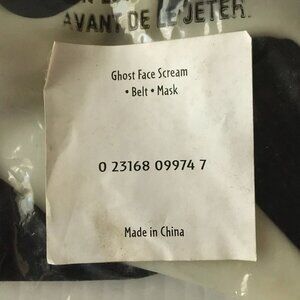 AVANT DE LE JETER.
Ghost Face Scream
• Belt • Mask
0 23168 09974 7
Made in China